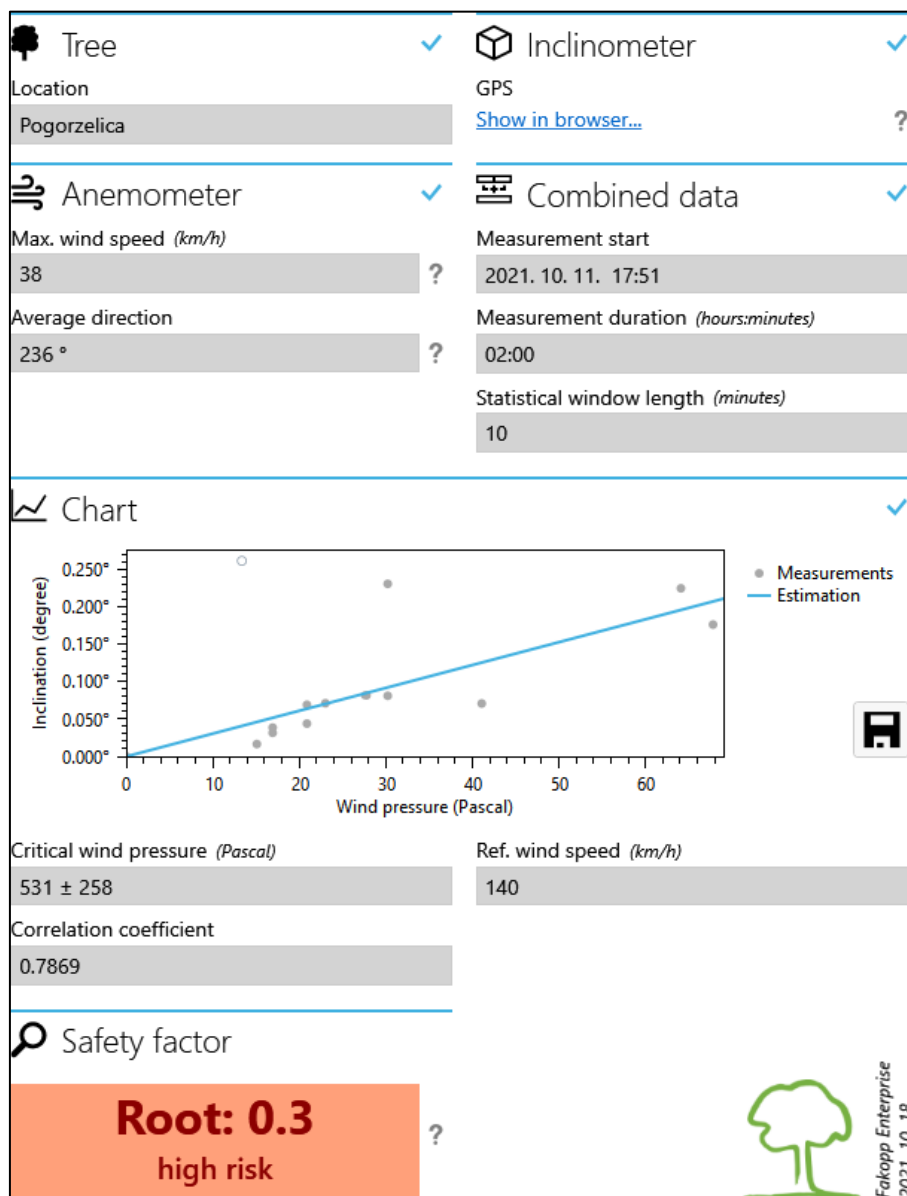 Tree
Location
Pogorzelica
Inclinometer
GPS
Show in browser...
?
Anemometer
Max. wind speed (km/h)
38
?
Average direction
236 °
?
Combined data
Measurement start
2021. 10. 11. 17:51
Measurement duration (hours:minutes)
02:00
Statistical window length (minutes)
10
Chart
Inclination (degree)
0.250°
0.200°
0.150°
0.100°
0.050°
0.000°
0 10 20 30 40 50 60
Wind pressure (Pascal)
Measurements
Estimation
Critical wind pressure (Pascal)
531 ± 258
Ref. wind speed (km/h)
140
Correlation coefficient
0.7869
Safety factor
Root: 0.3
high risk
?
Fakopp Enterprise
2021. 10. 18